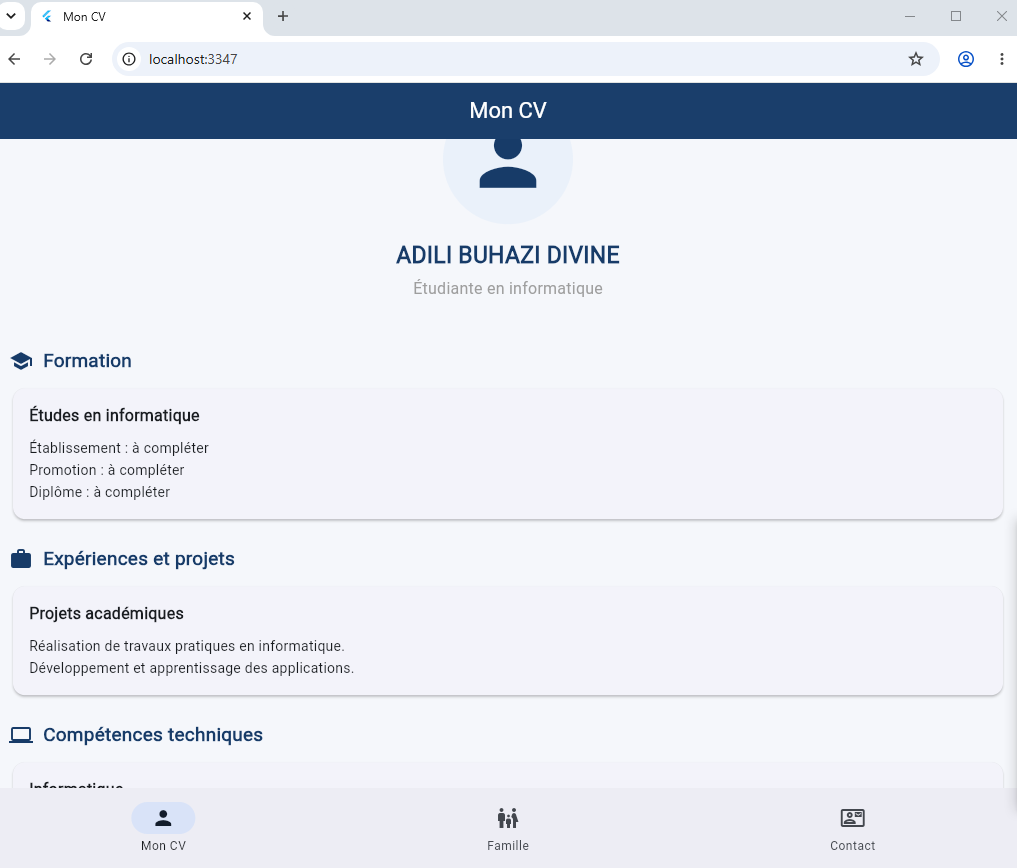 Mon CV
localhost:3347
Mon CV
ADILI BUHAZI DIVINE
Étudiante en informatique
Formation
Études en informatique
Établissement : à compléter
Promotion : à compléter
Diplôme : à compléter
Expériences et projets
Projets académiques
Réalisation de travaux pratiques en informatique.
Développement et apprentissage des applications.
Compétences techniques
Informatique
Mon CV
Famille
Contact